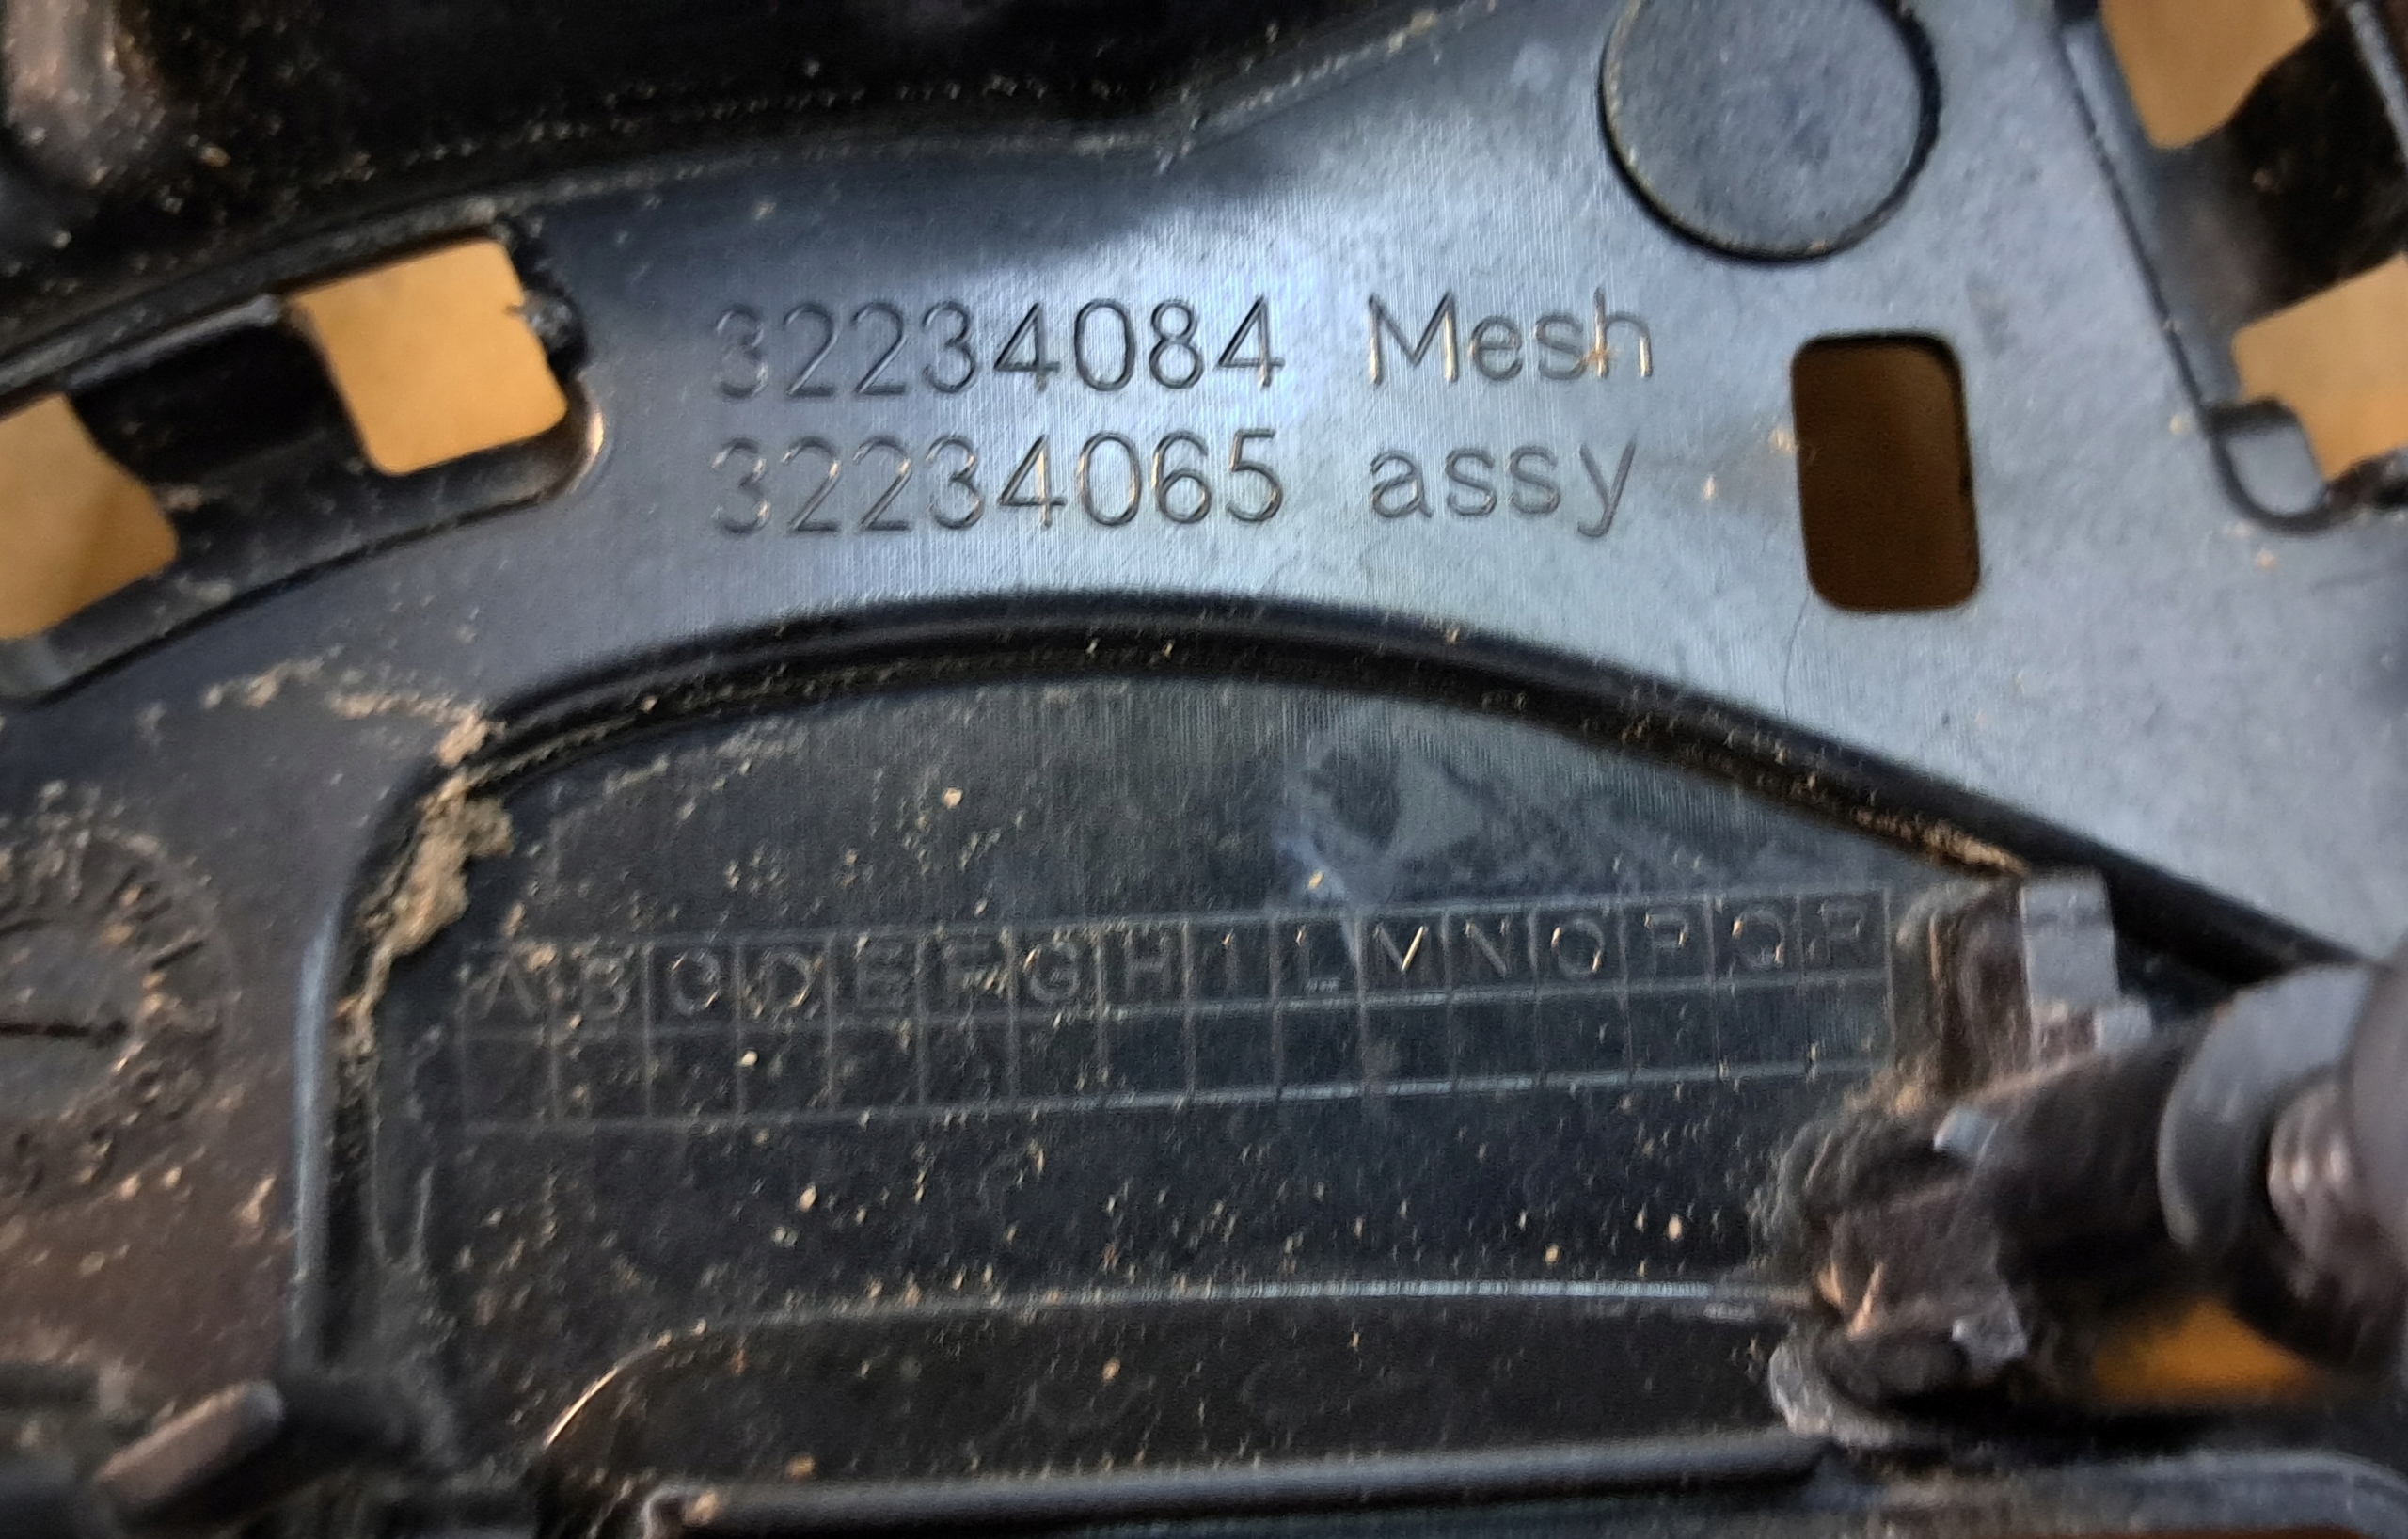 32234084 Mesh
32234065 assy
A B C D E F G H I L M N O P Q R